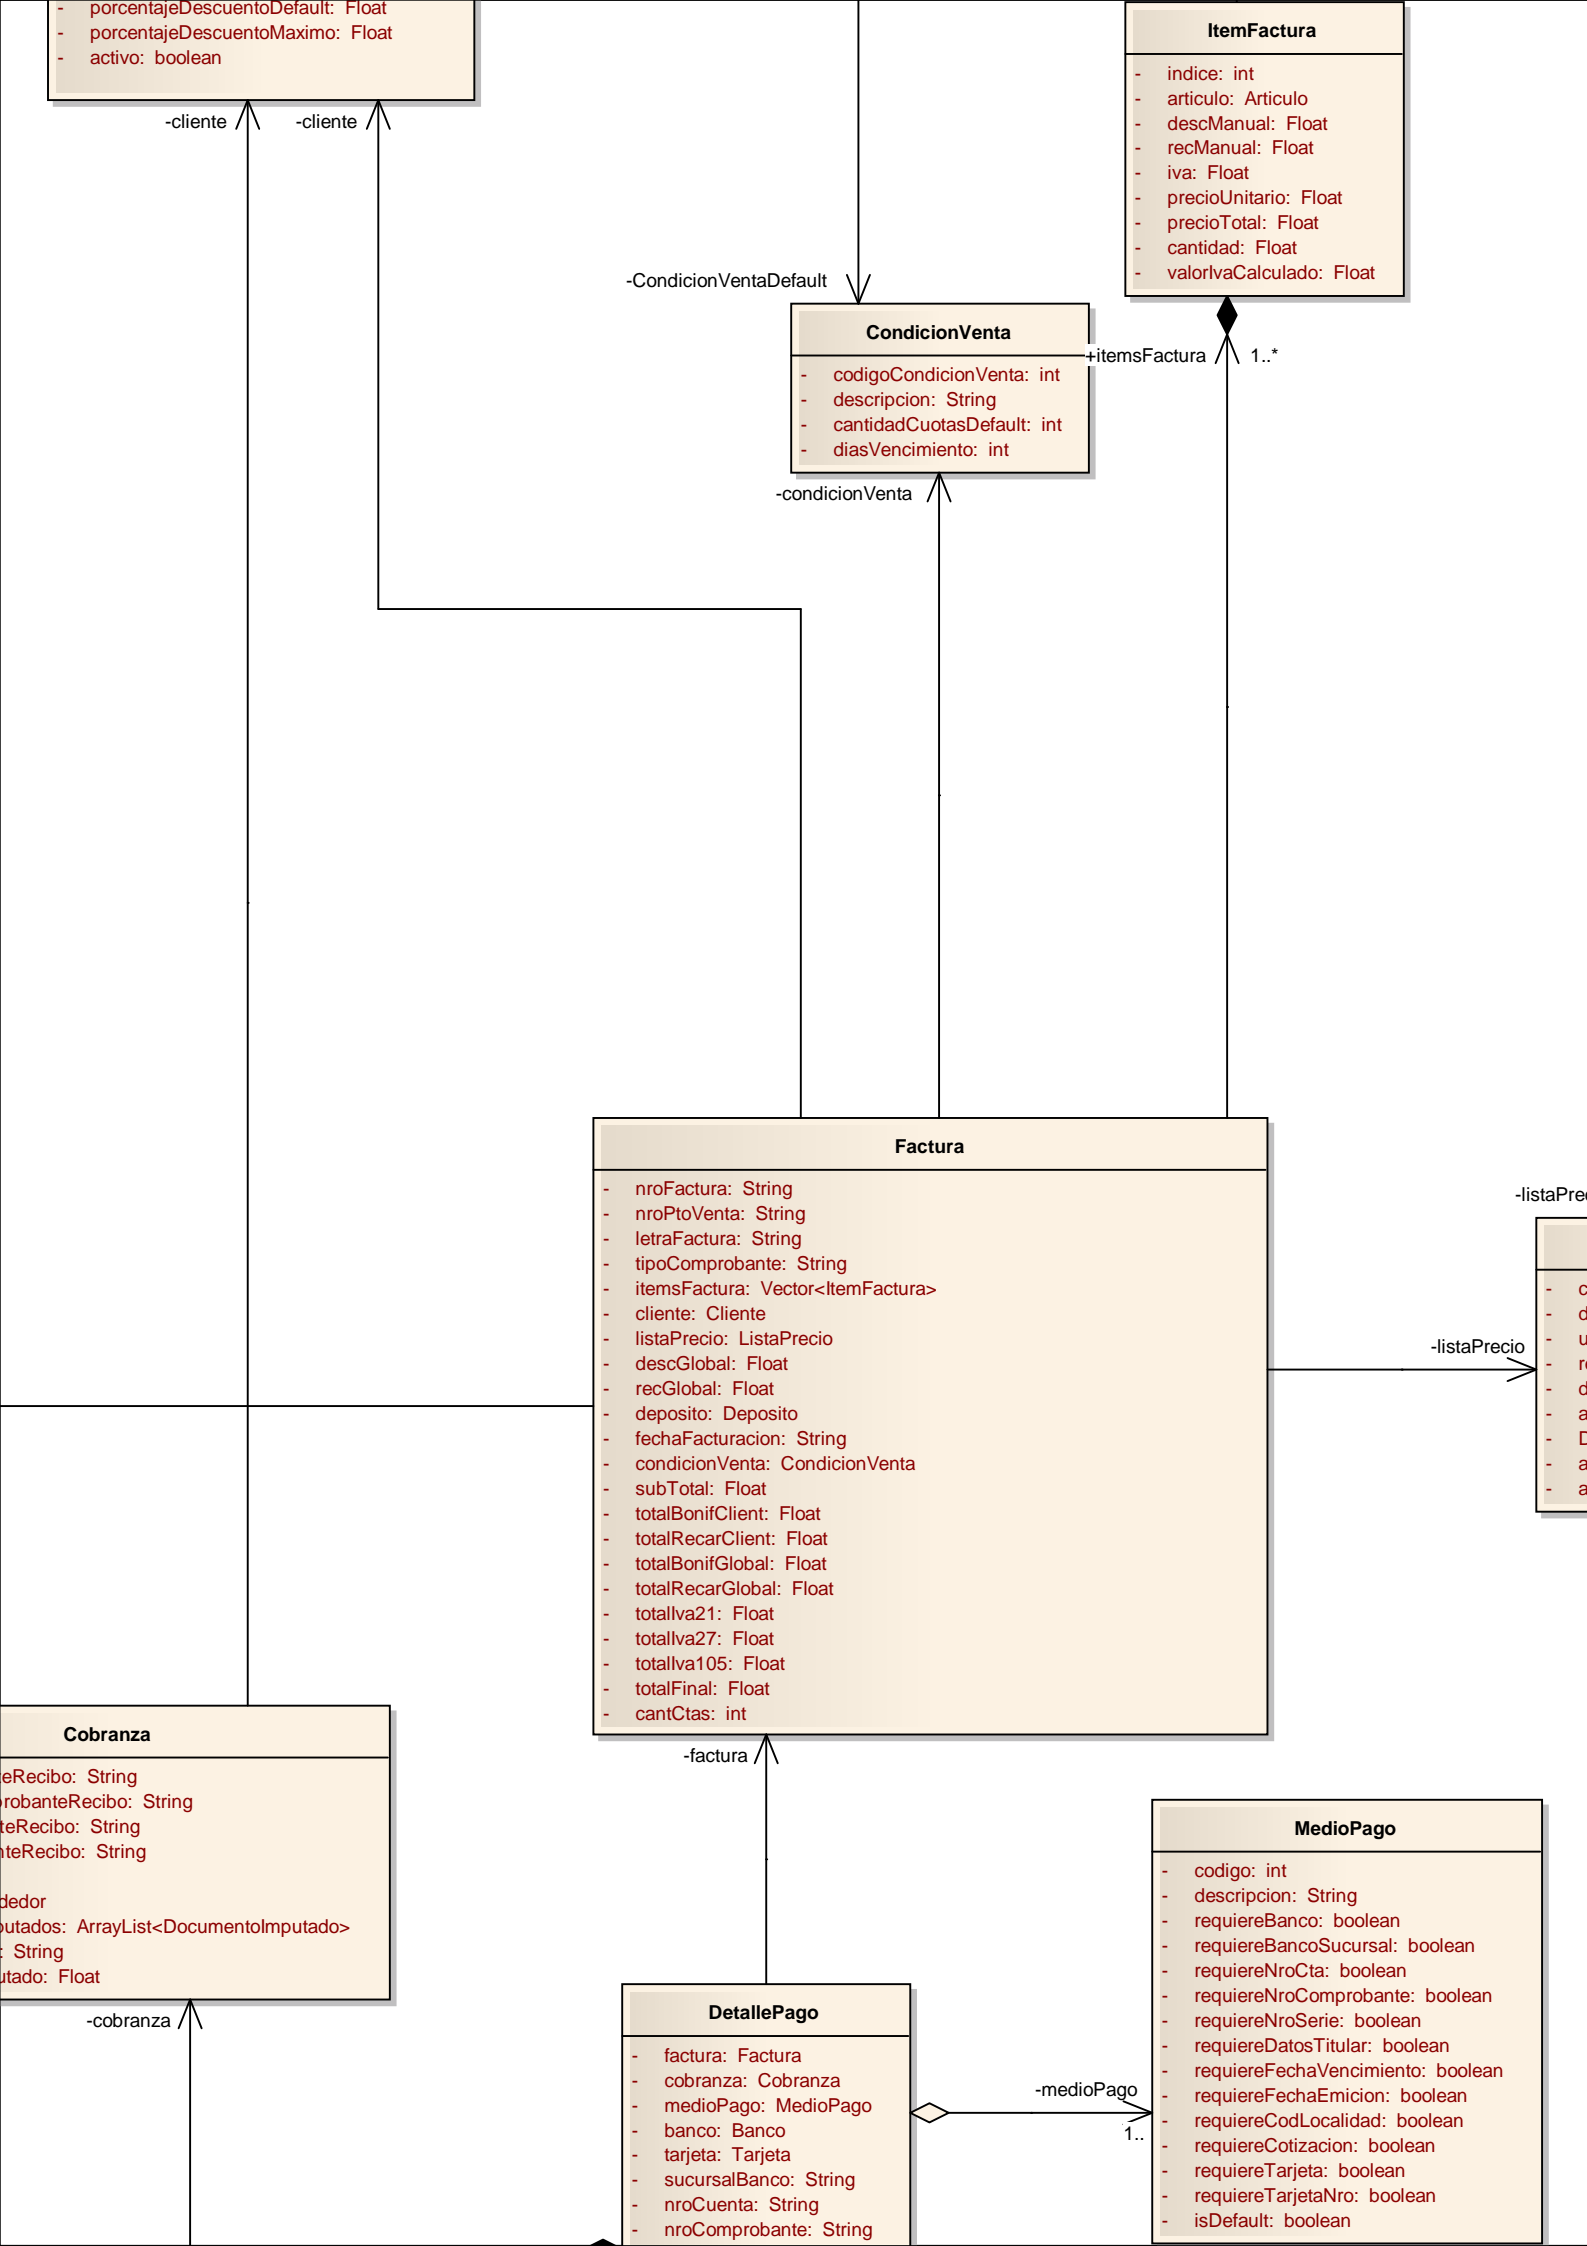 - porcentajeDescuentoDefault: Float
- porcentajeDescuentoMaximo: Float
- activo: boolean
-cliente
-cliente
ItemFactura
- indice: int
- articulo: Articulo
- descManual: Float
- recManual: Float
- iva: Float
- precioUnitario: Float
- precioTotal: Float
- cantidad: Float
- valorIvaCalculado: Float
-CondicionVentaDefault
CondicionVenta
- codigoCondicionVenta: int
- descripcion: String
- cantidadCuotasDefault: int
- diasVencimiento: int
+itemsFactura
1..*
-condicionVenta
Factura
- nroFactura: String
- nroPtoVenta: String
- letraFactura: String
- tipoComprobante: String
- itemsFactura: Vector<ItemFactura>
- cliente: Cliente
- listaPrecio: ListaPrecio
- descGlobal: Float
- recGlobal: Float
- deposito: Deposito
- fechaFacturacion: String
- condicionVenta: CondicionVenta
- subTotal: Float
- totalBonifClient: Float
- totalRecarClient: Float
- totalBonifGlobal: Float
- totalRecarGlobal: Float
- totalIva21: Float
- totalIva27: Float
- totalIva105: Float
- totalFinal: Float
- cantCtas: int
-listaPre
-listaPrecio
- c
- d
- u
- re
- d
- a
- D
- a
- a
Cobranza
teRecibo: String
probanteRecibo: String
teRecibo: String
nteRecibo: String
dedor
putados: ArrayList<DocumentoImputado>
: String
utado: Float
-cobranza
-factura
DetallePago
- factura: Factura
- cobranza: Cobranza
- medioPago: MedioPago
- banco: Banco
- tarjeta: Tarjeta
- sucursalBanco: String
- nroCuenta: String
- nroComprobante: String
-medioPago
1..
MedioPago
- codigo: int
- descripcion: String
- requiereBanco: boolean
- requiereBancoSucursal: boolean
- requiereNroCta: boolean
- requiereNroComprobante: boolean
- requiereNroSerie: boolean
- requiereDatosTitular: boolean
- requiereFechaVencimiento: boolean
- requiereFechaEmicion: boolean
- requiereCodLocalidad: boolean
- requiereCotizacion: boolean
- requiereTarjeta: boolean
- requiereTarjetaNro: boolean
- isDefault: boolean